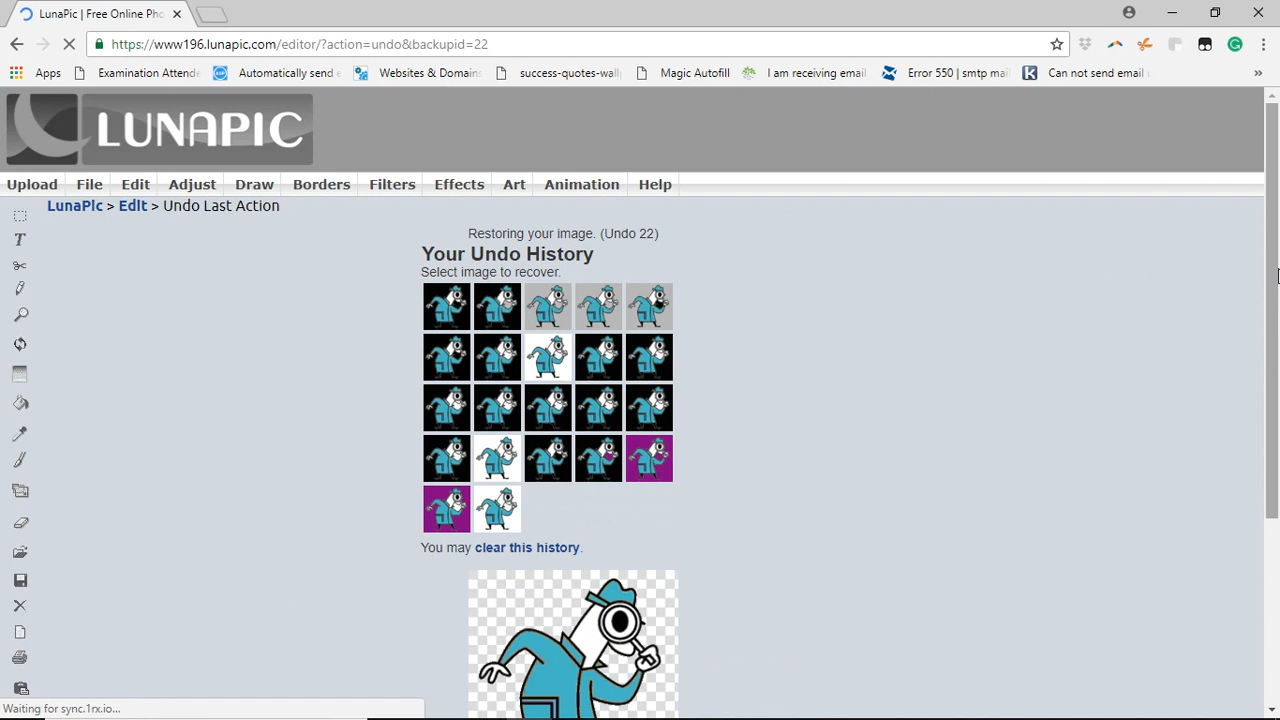 LunaPic | Free Online Pho
https://www196.lunapic.com/editor/?action=undo&backupid=22
Apps Examination Attende Automatically send e Websites & Domains success-quotes-wall Magic Autofill I am receiving email Error 550 | smtp mai Can not send email »
LUNAPIC
Upload File Edit Adjust Draw Borders Filters Effects Art Animation Help
LunaPic > Edit > Undo Last Action
Restoring your image. (Undo 22)
Your Undo History
Select image to recover.
You may clear this history.
Waiting for sync.1rx.io...